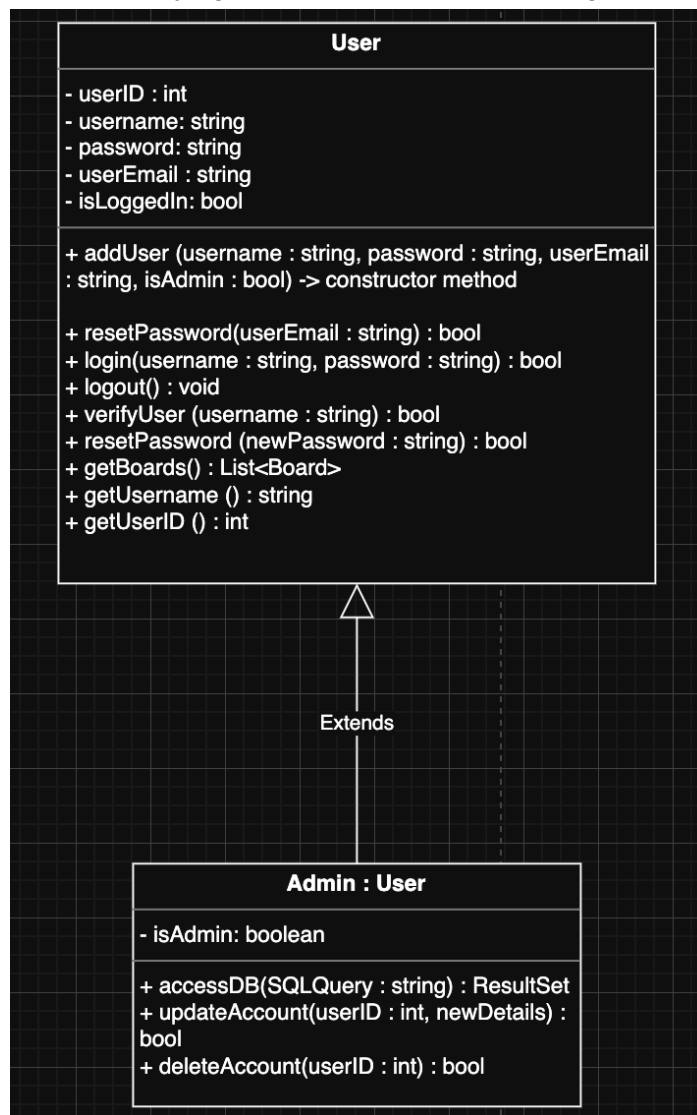 User
- userID : int
- username: string
- password: string
- userEmail : string
- isLoggedIn: bool
+ addUser (username : string, password : string, userEmail
: string, isAdmin : bool) -> constructor method
+ resetPassword(userEmail : string) : bool
+ login(username : string, password : string) : bool
+ logout() : void
+ verifyUser (username : string) : bool
+ resetPassword (newPassword : string) : bool
+ getBoards() : List<Board>
+ getUsername () : string
+ getUserID () : int
Extends
Admin : User
- isAdmin: boolean
+ accessDB(SQLQuery : string) : ResultSet
+ updateAccount(userID : int, newDetails) :
bool
+ deleteAccount(userID : int) : bool